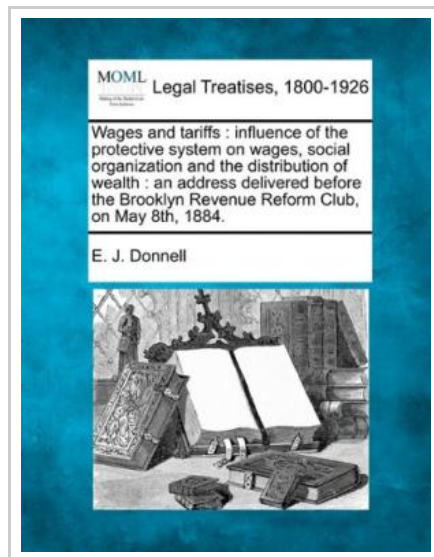 MOML
Legal Treatises, 1800-1926
Wages and tariffs : influence of the
protective system on wages, social
organization and the distribution of
wealth : an address delivered before
the Brooklyn Revenue Reform Club,
on May 8th, 1884.
E. J. Donnell